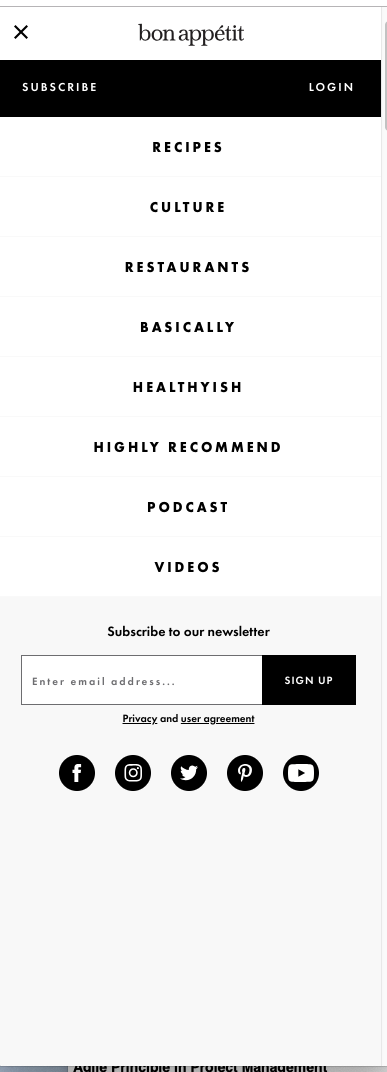 bon appétit
SUBSCRIBE LOGIN
RECIPES
CULTURE
RESTAURANTS
BASICALLY
HEALTHYISH
HIGHLY RECOMMEND
PODCAST
VIDEOS
Subscribe to our newsletter
Enter email address... SIGN UP
Privacy and user agreement
Agile Principle in Project Management